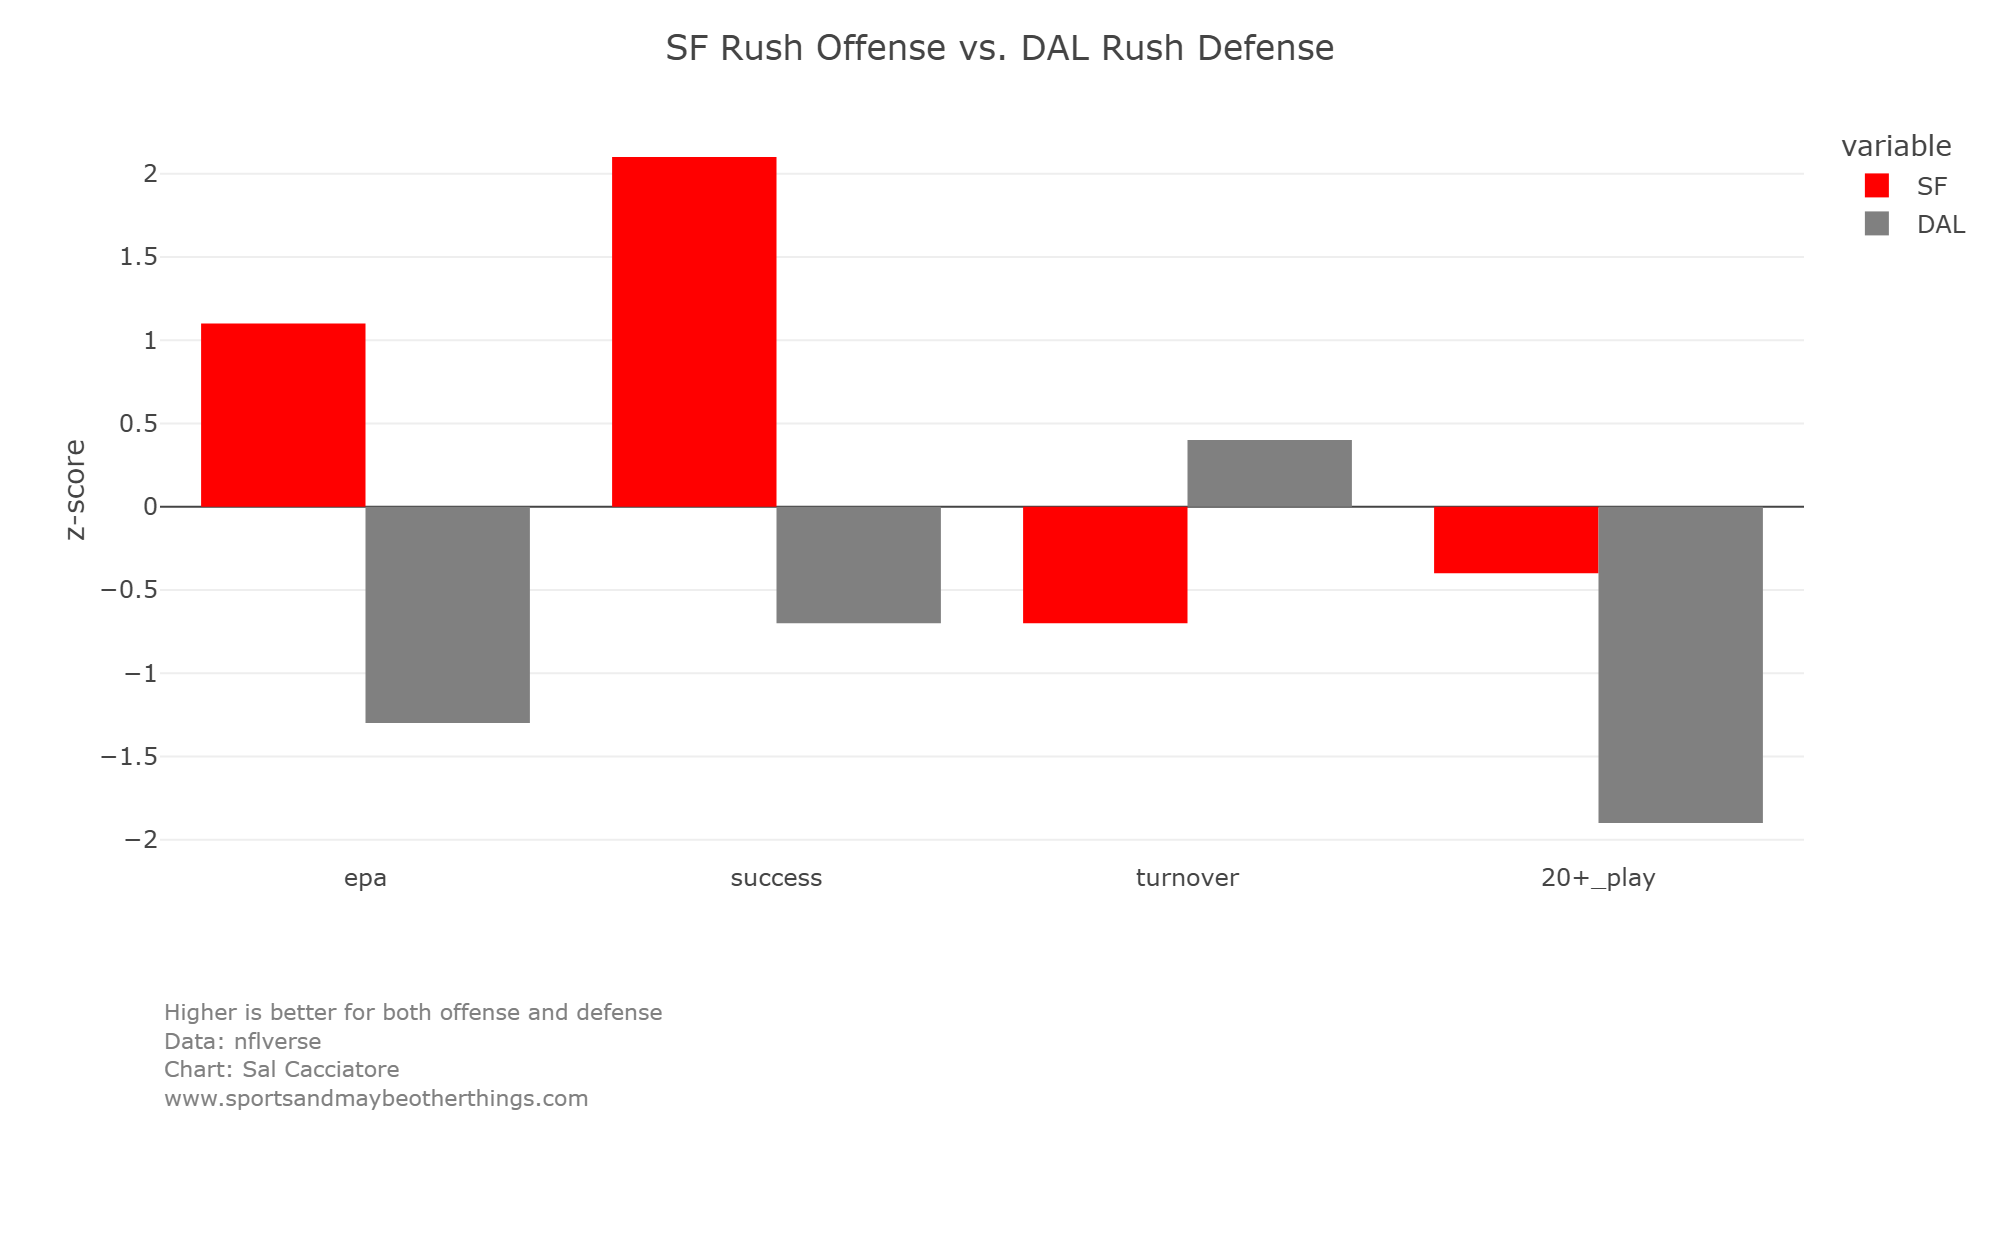 SF Rush Offense vs. DAL Rush Defense
variable
SF
DAL
z-score
2
1.5
1
0.5
0
−0.5
−1
−1.5
−2
epa
success
turnover
20+_play
Higher is better for both offense and defense
Data: nflverse
Chart: Sal Cacciatore
www.sportsandmaybeotherthings.com